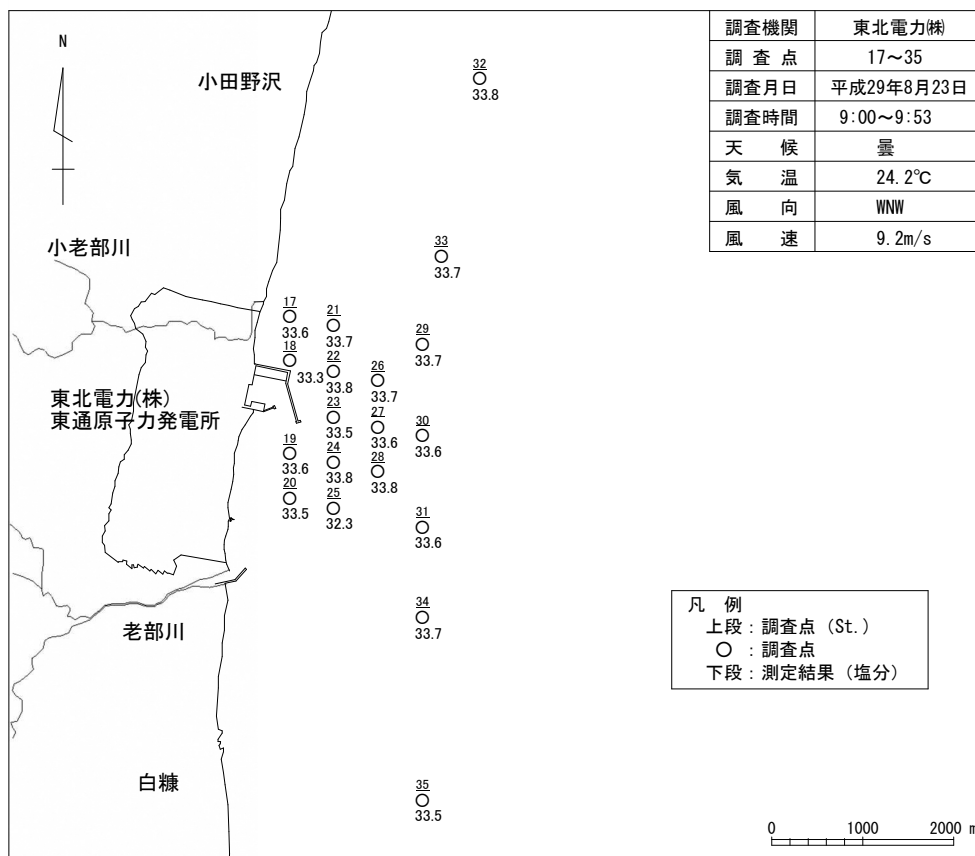 調査機関 東北電力㈱
調査点 17～35
調査月日 平成29年8月23日
調査時間 9:00～9:53
天候 曇
気温 24.2℃
風向 WNW
風速 9.2m/s
N
小田野沢
32
33.8
小老部川
33
33.7
17
33.6
21
33.7
29
33.7
18
33.3
22
33.8
26
33.7
東北電力(株)
東通原子力発電所
23
33.5
27
33.6
30
33.6
19
33.6
24
33.8
28
33.8
20
33.5
25
32.3
31
33.6
34
33.7
老部川
凡 例
上段：調査点（St.）
○ ：調査点
下段：測定結果（塩分）
白糠
35
33.5
0 1000 2000 m